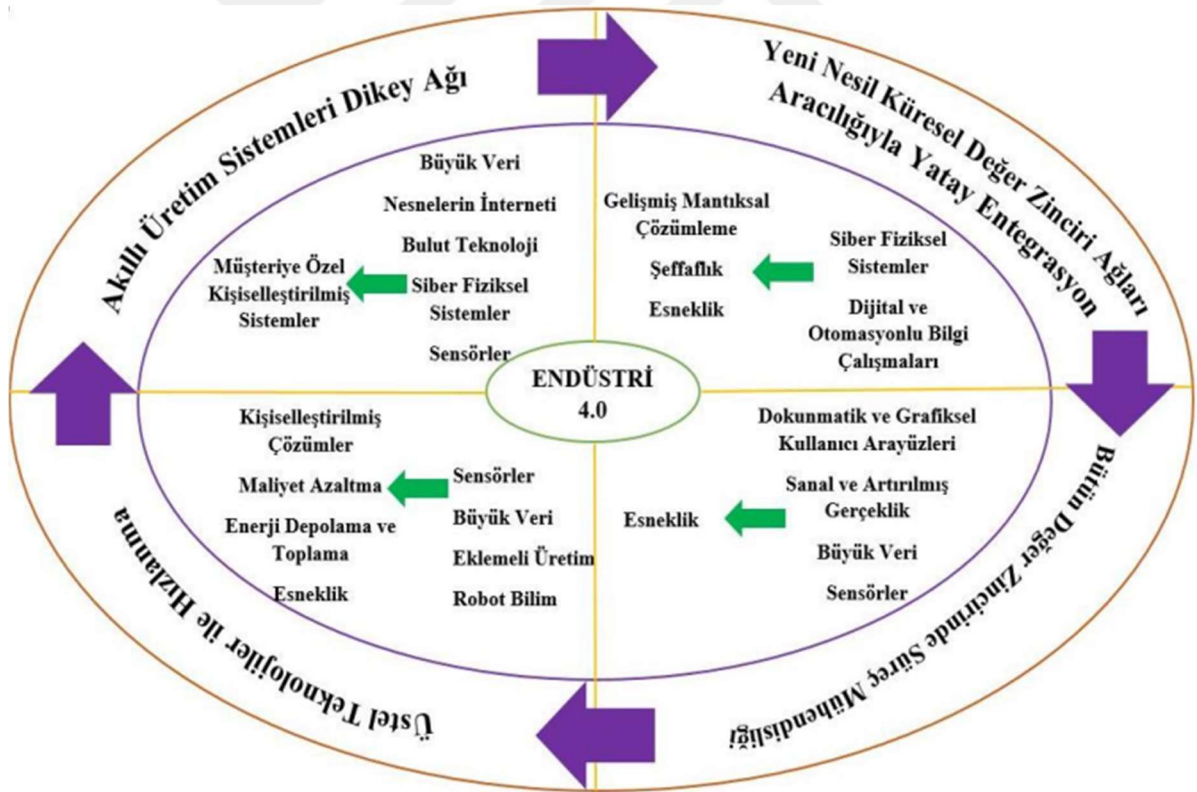 Akıllı Üretim Sistemleri Dikey Ağı
Büyük Veri
Nesnelerin İnterneti
Bulut Teknoloji
Siber Fiziksel
Sistemler
Sensörler
Müşteriye Özel
Kişiselleştirilmiş
Sistemler
Yeni Nesil Küresel Değer Zinciri Ağları
Aracılığıyla Yatay Entegrasyon
Gelişmiş Mantıksal
Çözümleme
Şeffaflık
Esneklik
Siber Fiziksel
Sistemler
Dijital ve
Otomasyonlu Bilgi
Çalışmaları
ENDÜSTRİ
4.0
Bütün Değer Zincirinde Süreç Mühendisliği
Dokunmatik ve Grafiksel
Kullanıcı Arayüzleri
Sanal ve Artırılmış
Gerçeklik
Büyük Veri
Sensörler
Esneklik
Üstel Teknolojiler ile Hızlanma
Kişiselleştirilmiş
Çözümler
Maliyet Azaltma
Enerji Depolama ve
Toplama
Esneklik
Sensörler
Büyük Veri
Eklemeli Üretim
Robot Bilim